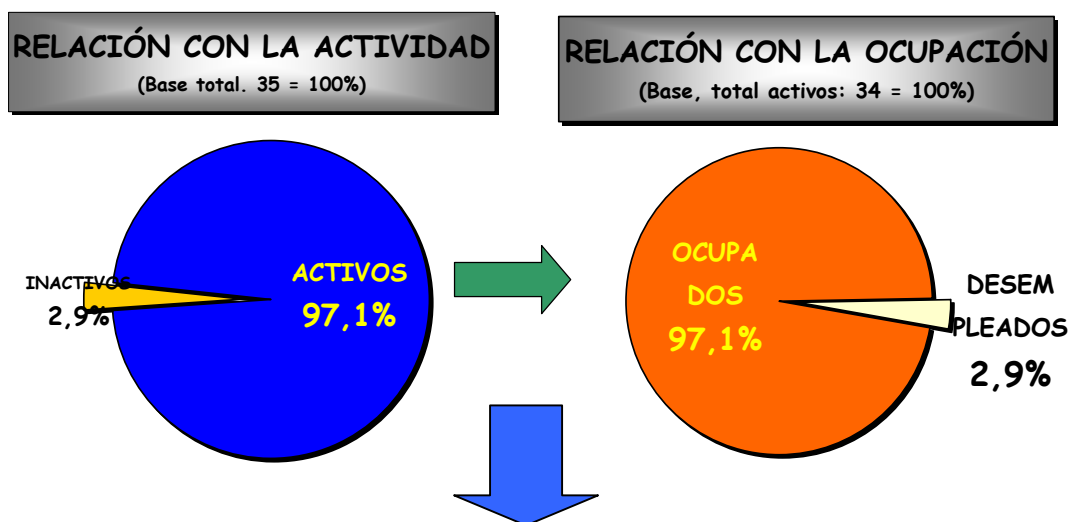 RELACIÓN CON LA ACTIVIDAD
(Base total. 35 = 100%)
RELACIÓN CON LA OCUPACIÓN
(Base, total activos: 34 = 100%)
INACTIVOS
2,9%
ACTIVOS
97,1%
OCUPA
DOS
97,1%
DESEM
PLEADOS
2,9%